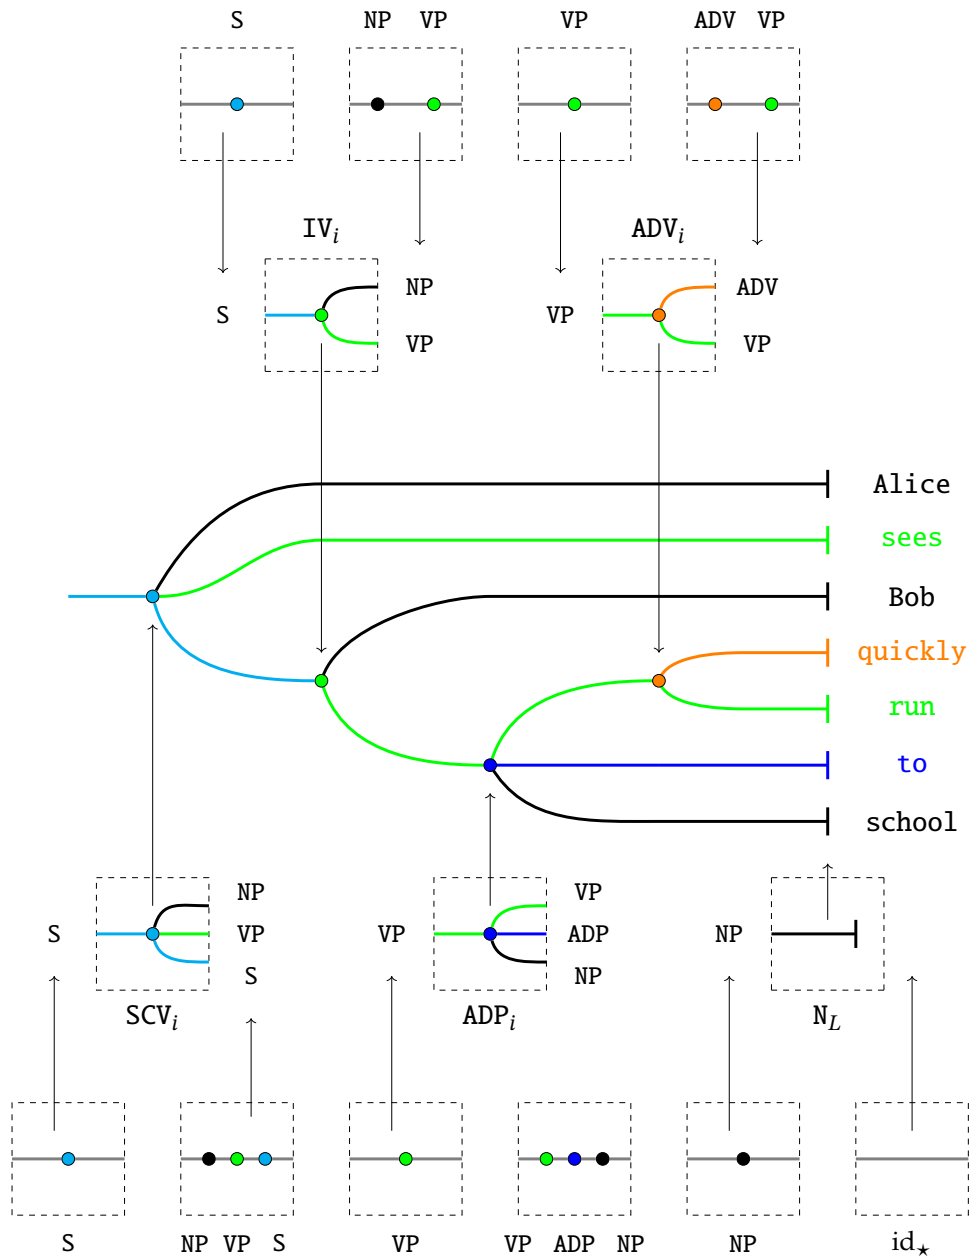 S NP VP VP ADV VP
IV_i ADV_i
NP ADV
S VP
VP VP
Alice
sees
Bob
quickly
run
to
school
NP VP
S VP VP ADP NP
S NP
SCV_i ADP_i N_L
S NP VP S VP VP ADP NP NP id_⋆